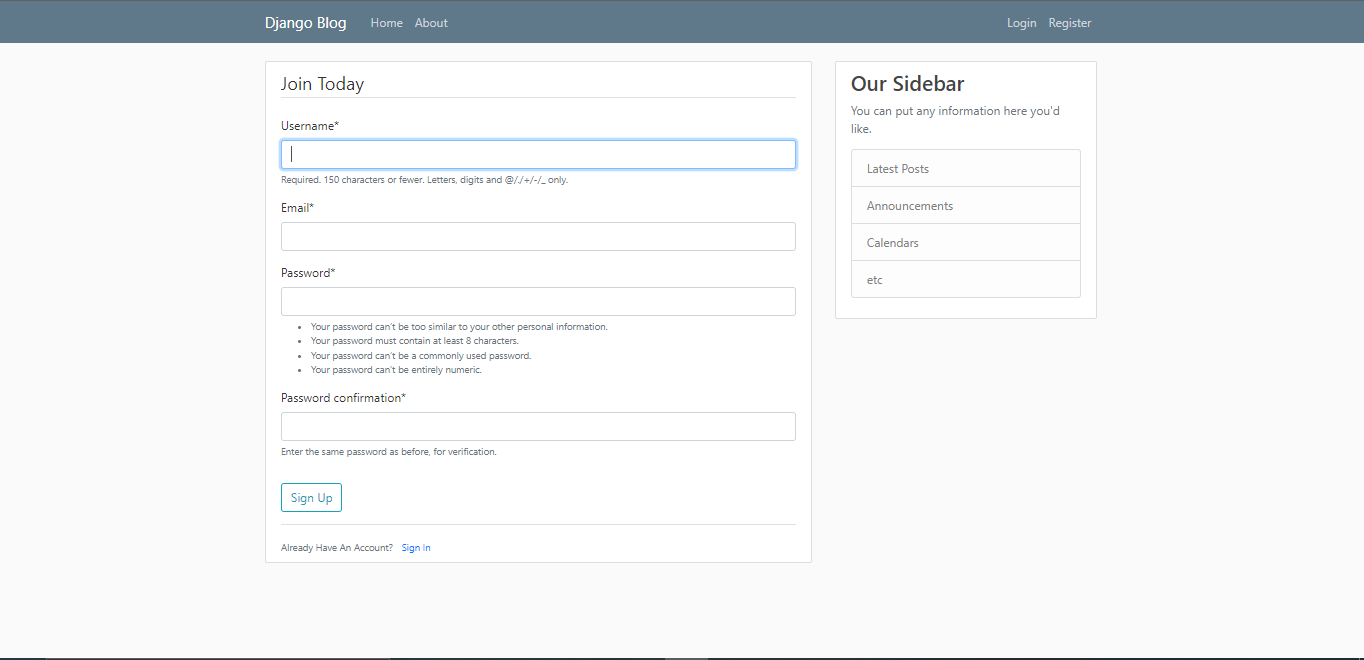 Django Blog Home About Login Register
Join Today
Username*
Required. 150 characters or fewer. Letters, digits and @/./+/-/_ only.
Email*
Password*
Your password can't be too similar to your other personal information.
Your password must contain at least 8 characters.
Your password can't be a commonly used password.
Your password can't be entirely numeric.
Password confirmation*
Enter the same password as before, for verification.
Sign Up
Already Have An Account? Sign In
Our Sidebar
You can put any information here you'd
like.
Latest Posts
Announcements
Calendars
etc